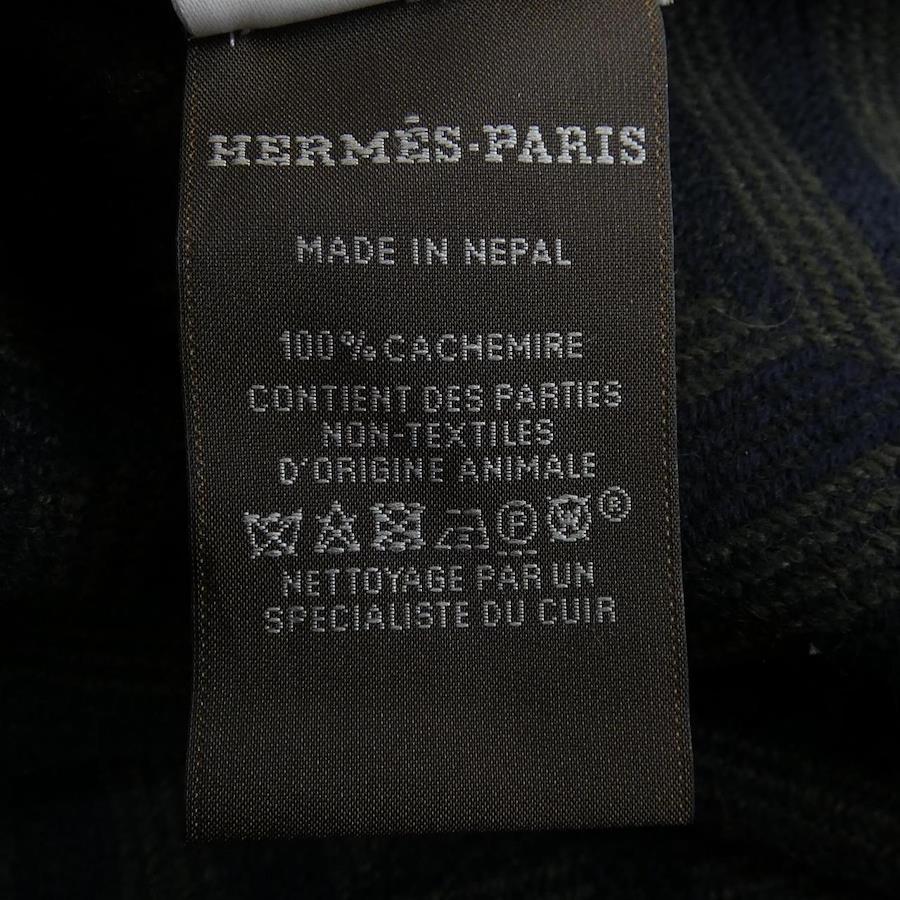 HERMÈS-PARIS
MADE IN NEPAL
100% CACHEMIRE
CONTIENT DES PARTIES
NON-TEXTILES
D'ORIGINE ANIMALE
P W ®
NETTOYAGE PAR UN
SPECIALISTE DU CUIR